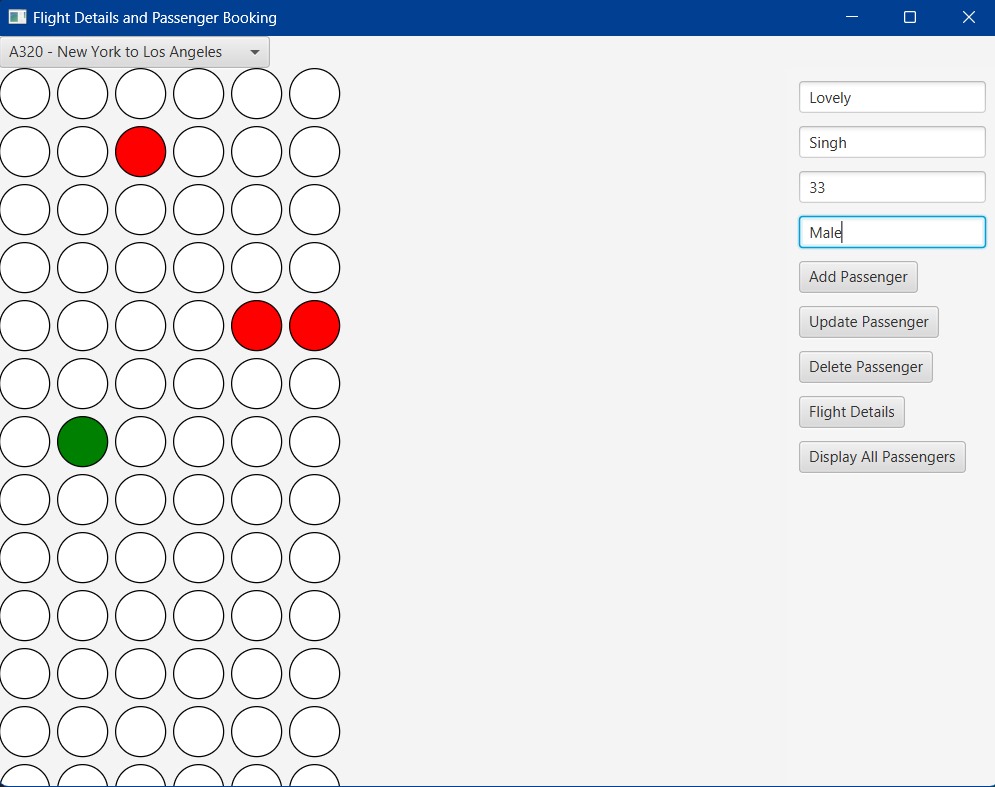 Flight Details and Passenger Booking
A320 - New York to Los Angeles
Lovely
Singh
33
Male
Add Passenger
Update Passenger
Delete Passenger
Flight Details
Display All Passengers